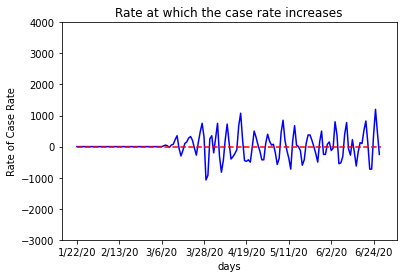 Rate at which the case rate increases
Rate of Case Rate
4000
3000
2000
1000
0
−1000
−2000
−3000
1/22/20 2/13/20 3/6/20 3/28/20 4/19/20 5/11/20 6/2/20 6/24/20
days